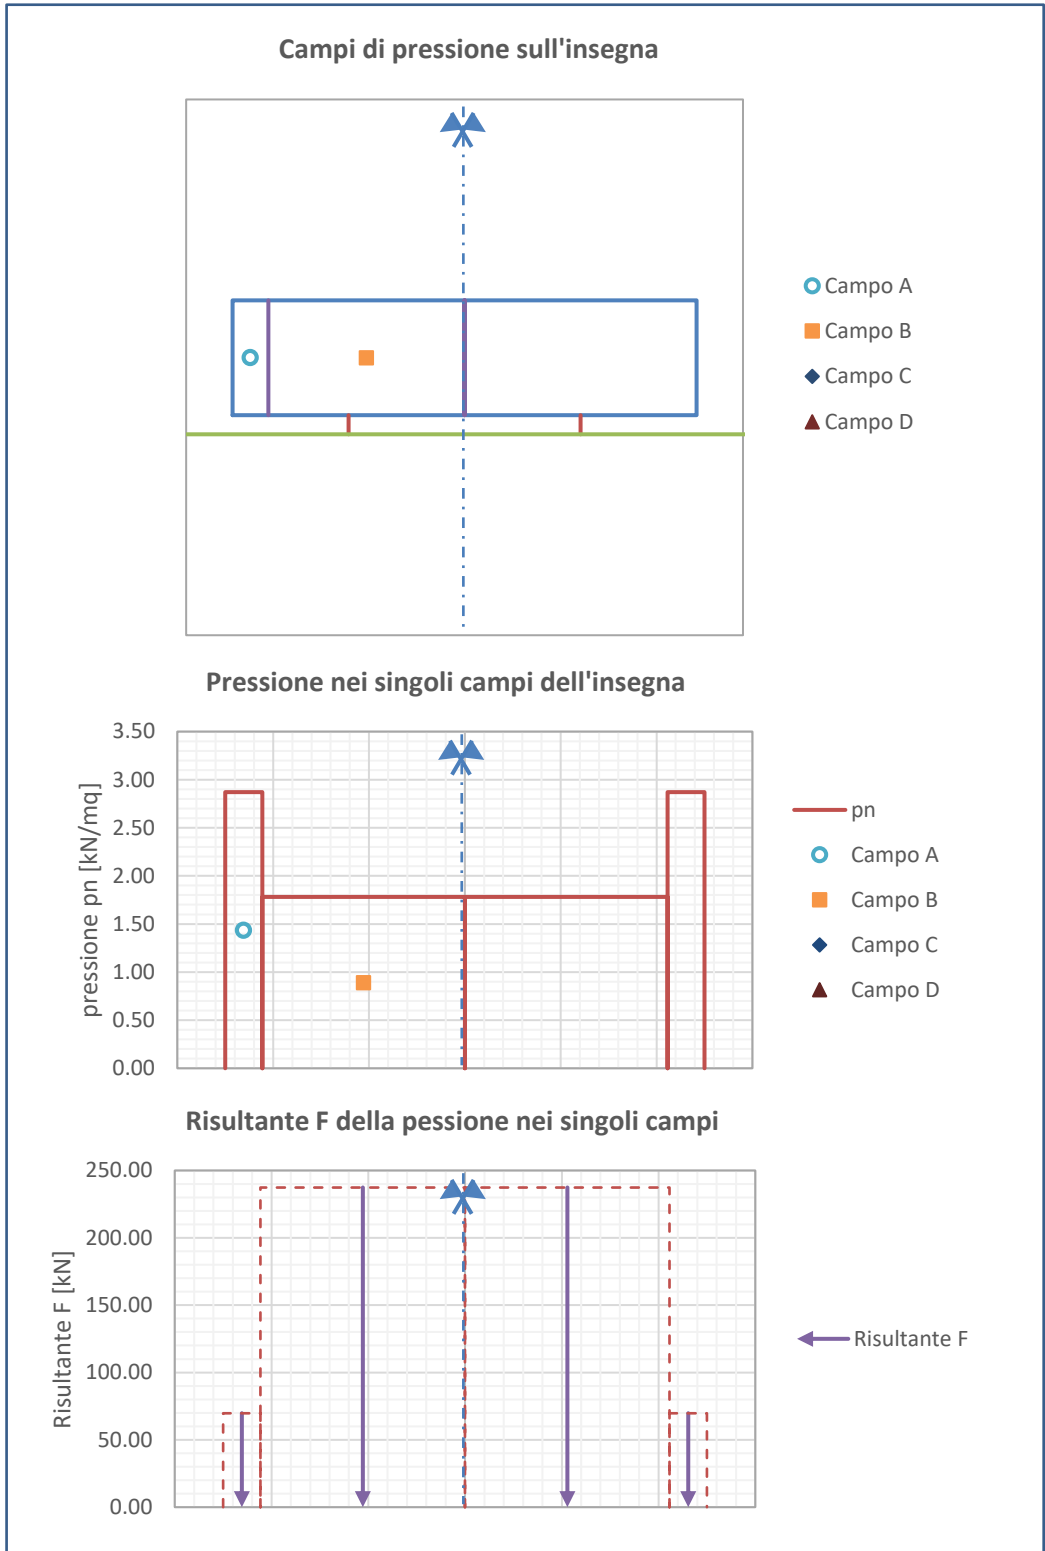 Campi di pressione sull'insegna
Campo A
Campo B
Campo C
Campo D
Pressione nei singoli campi dell'insegna
pressione pn [kN/mq]
3.50
3.00
2.50
2.00
1.50
1.00
0.50
0.00
pn
Campo A
Campo B
Campo C
Campo D
Risultante F della pessione nei singoli campi
Risultante F [kN]
250.00
200.00
150.00
100.00
50.00
0.00
Risultante F